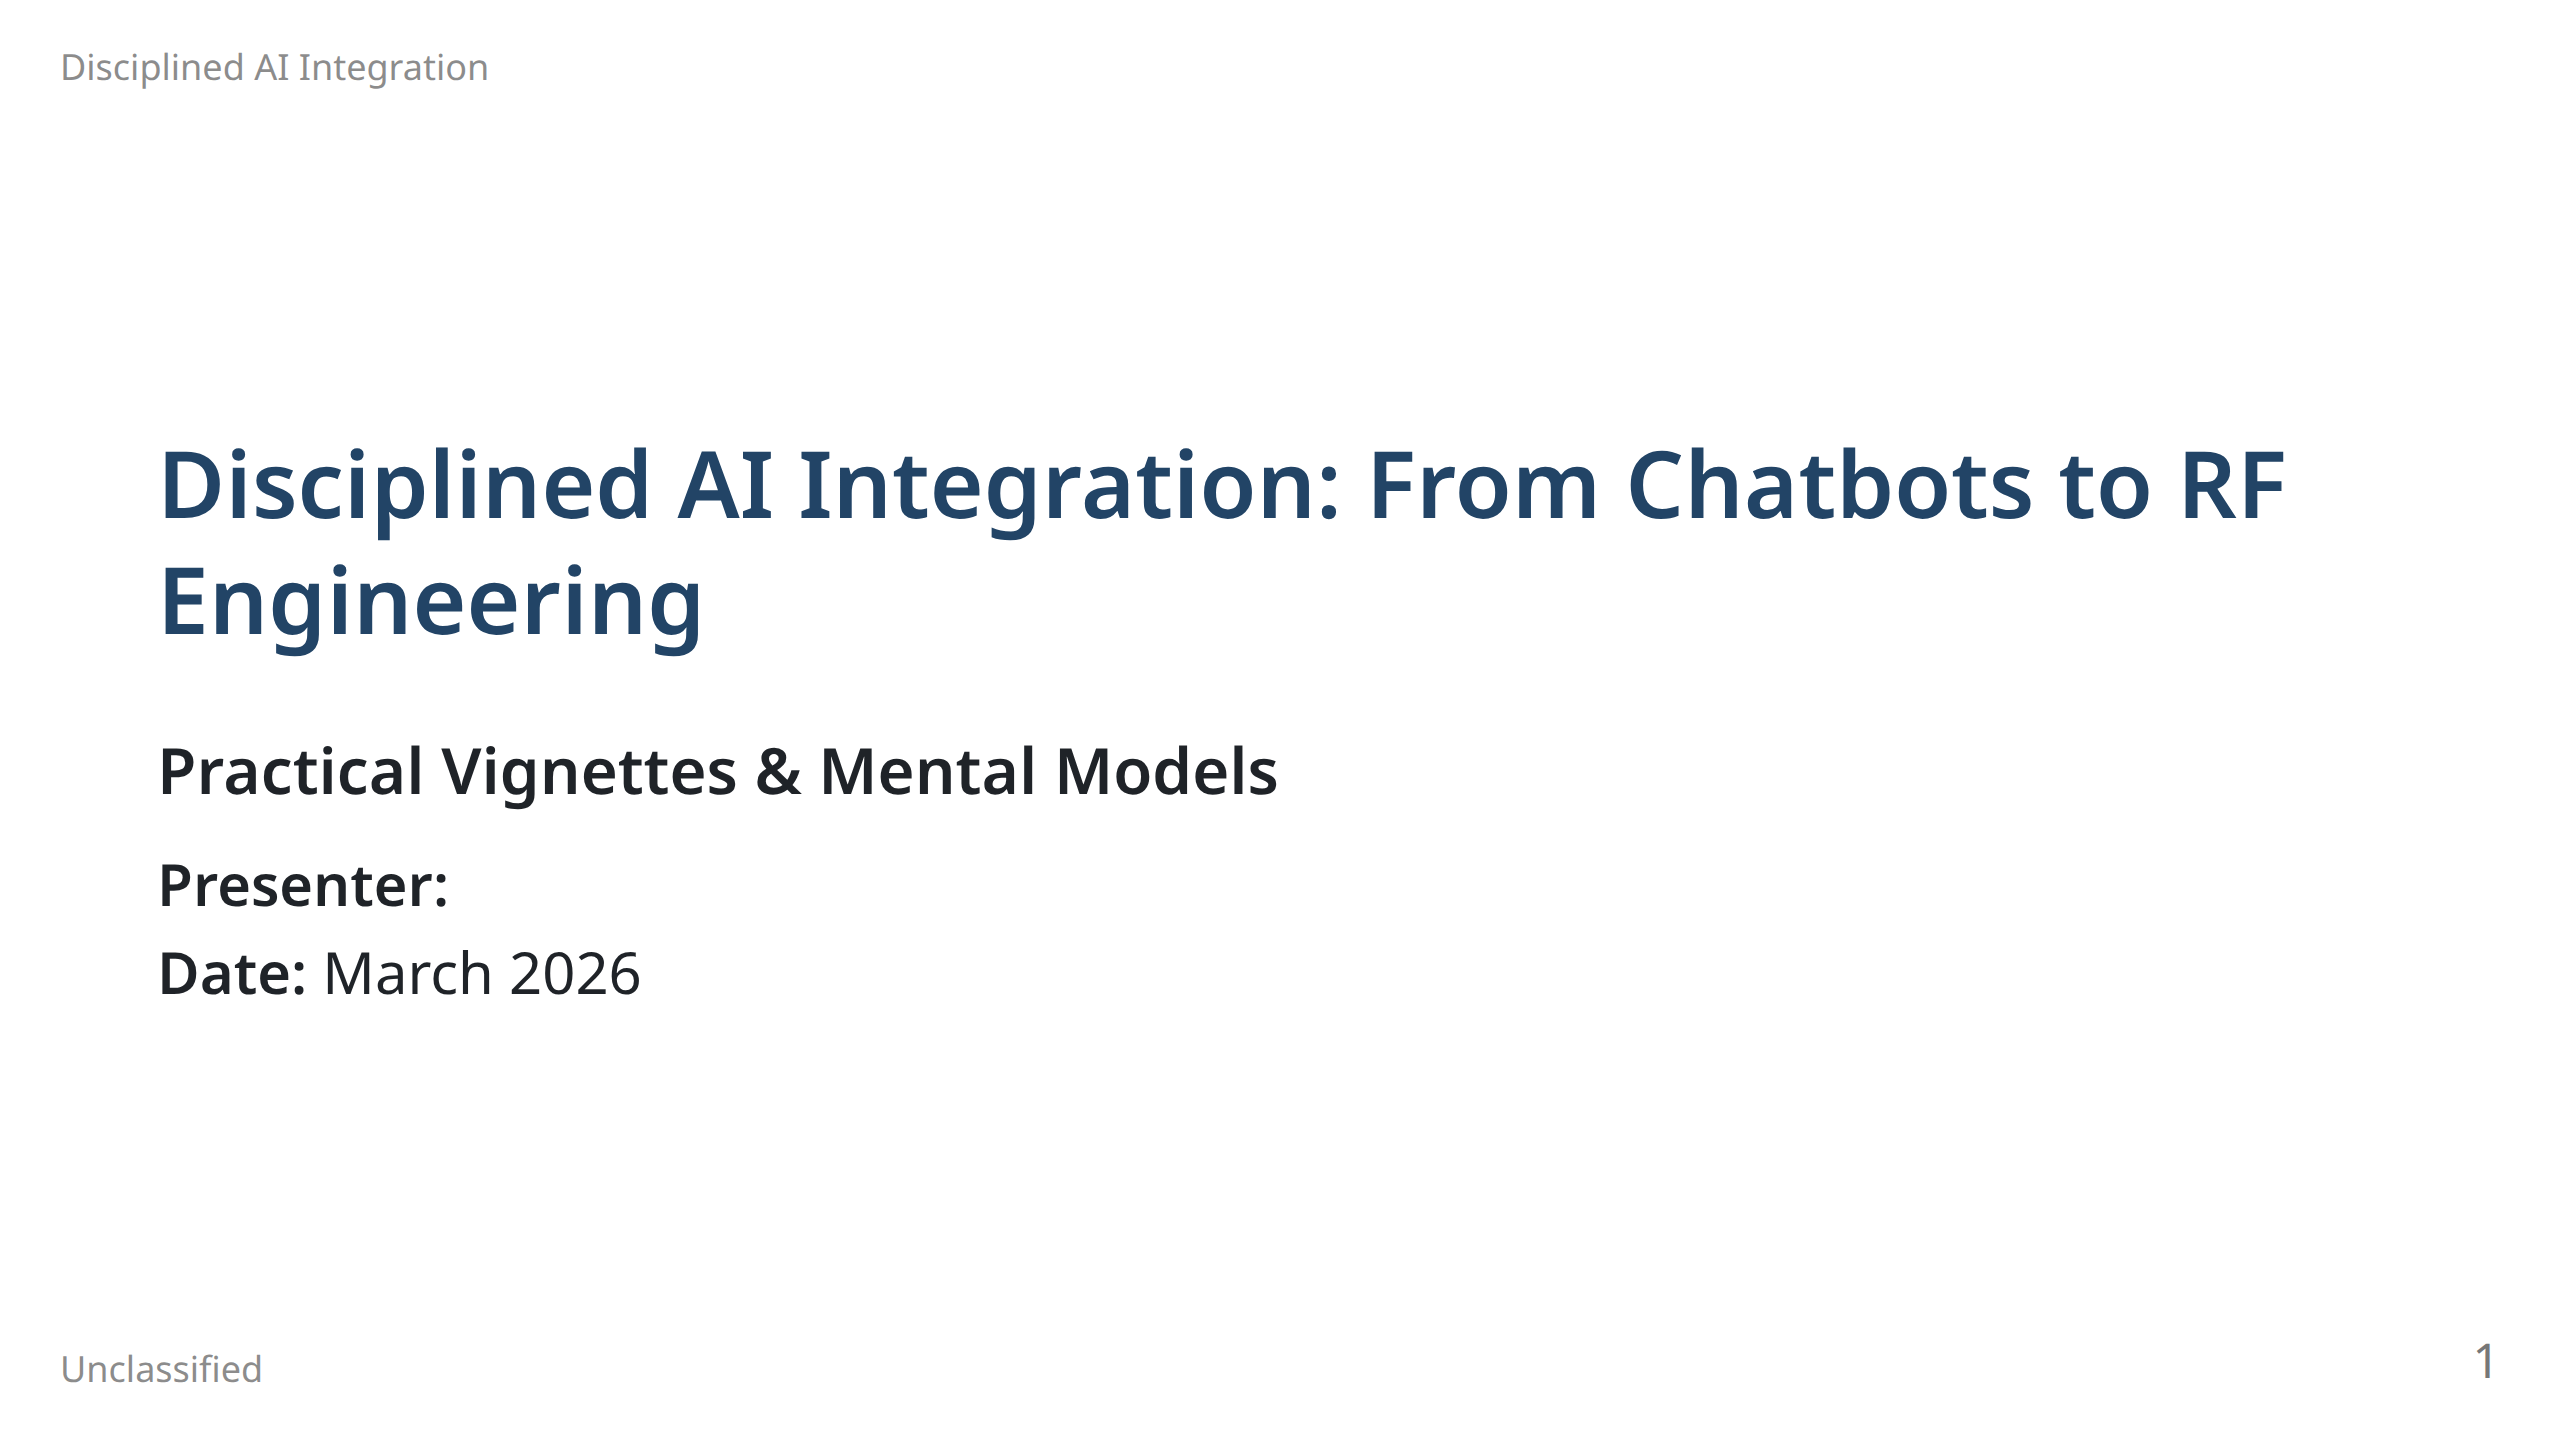 Disciplined AI Integration
Disciplined AI Integration: From Chatbots to RF
Engineering
Practical Vignettes & Mental Models
Presenter:
Date: March 2026
Unclassified
1